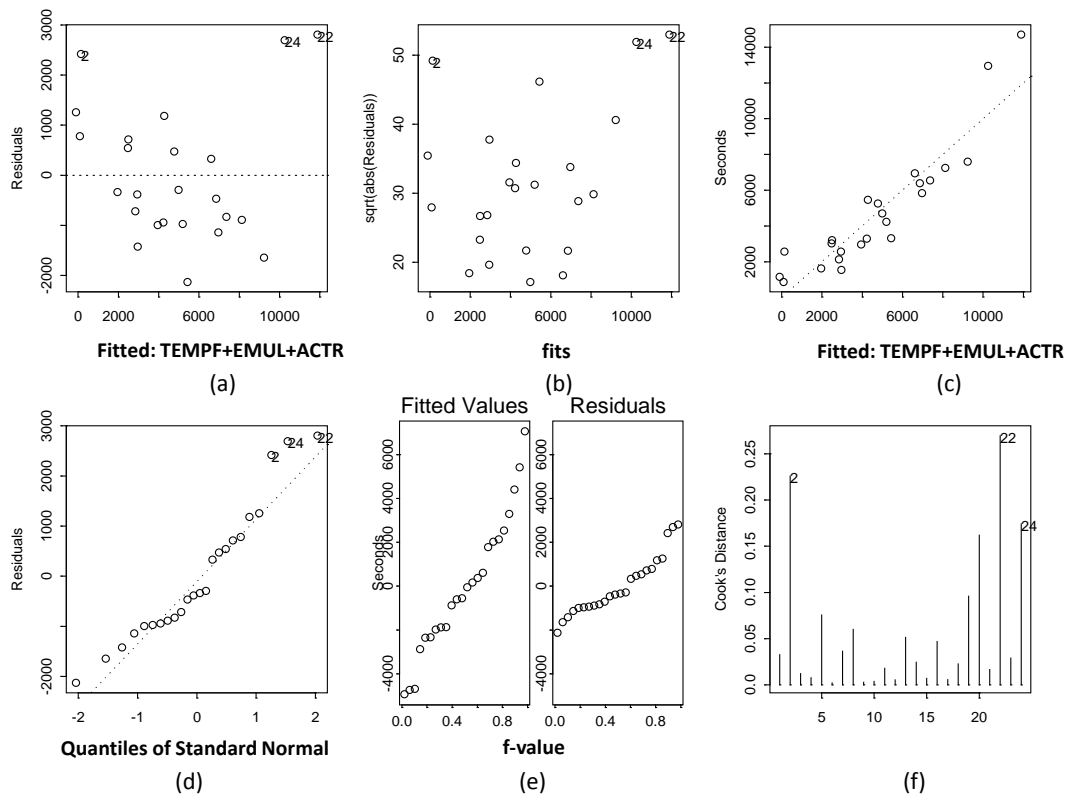 Residuals
-2000 0 1000 2000 3000
2
24
22
0 2000 6000 10000
Fitted: TEMPF+EMUL+ACTR
(a)
sqrt(abs(Residuals))
20 30 40 50
2
24
22
0 2000 6000 10000
fits
(b)
Seconds
2000 6000 10000 14000
0 2000 6000 10000
Fitted: TEMPF+EMUL+ACTR
(c)
Residuals
-2000 0 1000 2000 3000
2
24
22
-2 -1 0 1 2
Quantiles of Standard Normal
(d)
Fitted Values
Residuals
Seconds
-4000 0 2000 4000 6000
-4000 0 2000 4000 6000
0.0 0.4 0.8
0.0 0.4 0.8
f-value
(e)
Cook's Distance
0.0 0.05 0.15 0.25
2
22
24
5 10 15 20
(f)